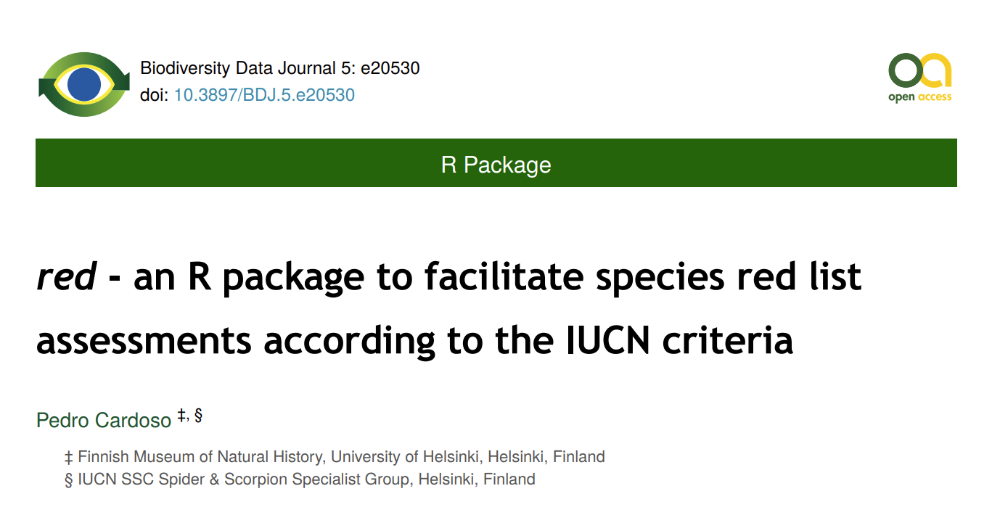 Biodiversity Data Journal 5: e20530
doi: 10.3897/BDJ.5.e20530
open access
R Package
red - an R package to facilitate species red list
assessments according to the IUCN criteria
Pedro Cardoso ‡, §
‡ Finnish Museum of Natural History, University of Helsinki, Helsinki, Finland
§ IUCN SSC Spider & Scorpion Specialist Group, Helsinki, Finland